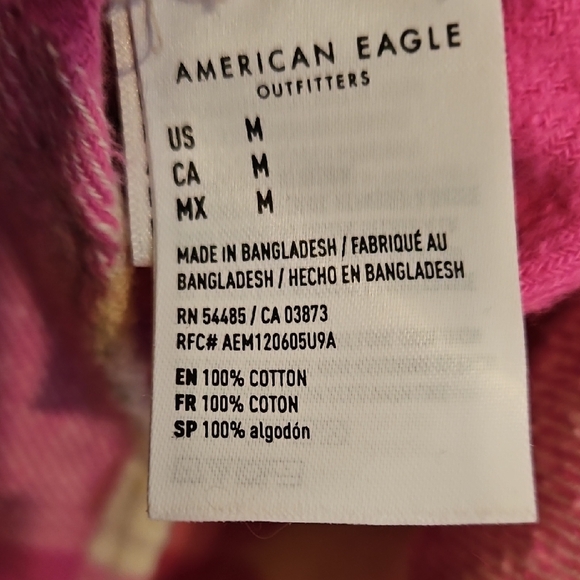 AMERICAN EAGLE
OUTFITTERS
US M
CA M
MX M
MADE IN BANGLADESH / FABRIQUÉ AU
BANGLADESH / HECHO EN BANGLADESH
RN 54485 / CA 03873
RFC# AEM120605U9A
EN 100% COTTON
FR 100% COTON
SP 100% algodón